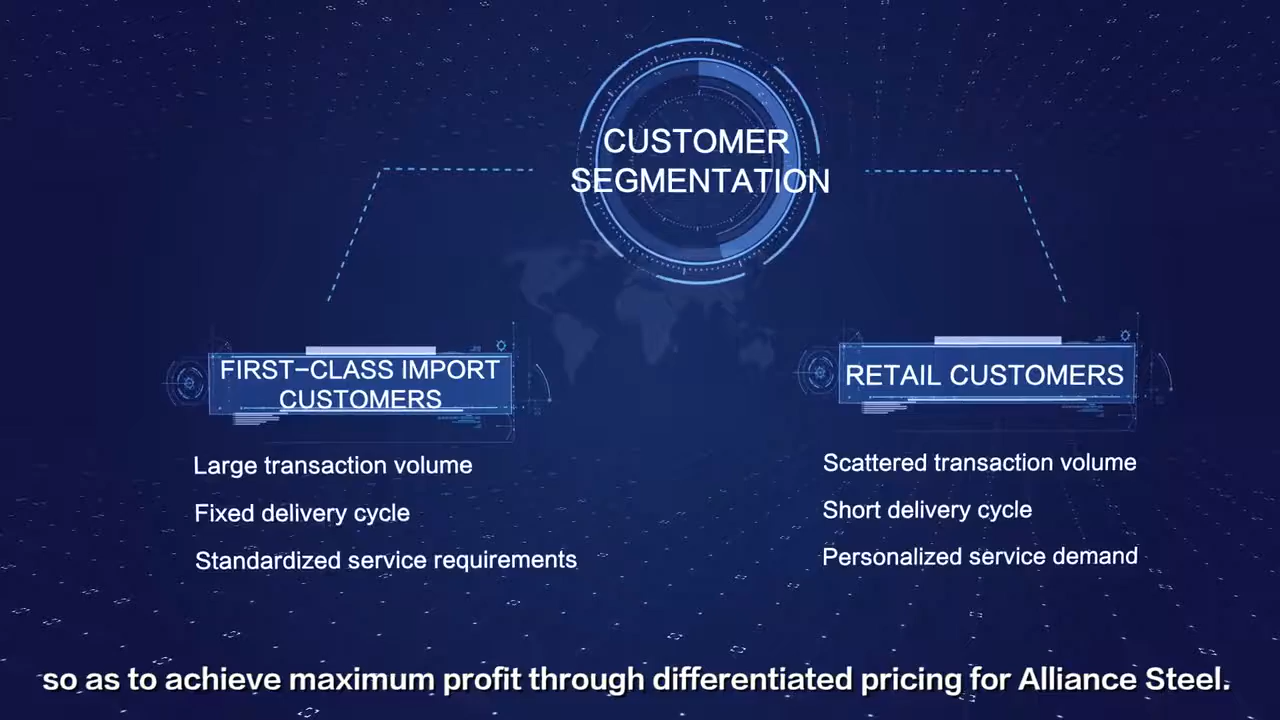 CUSTOMER
SEGMENTATION
FIRST-CLASS IMPORT
CUSTOMERS
Large transaction volume
Fixed delivery cycle
Standardized service requirements
RETAIL CUSTOMERS
Scattered transaction volume
Short delivery cycle
Personalized service demand
so as to achieve maximum profit through differentiated pricing for Alliance Steel.